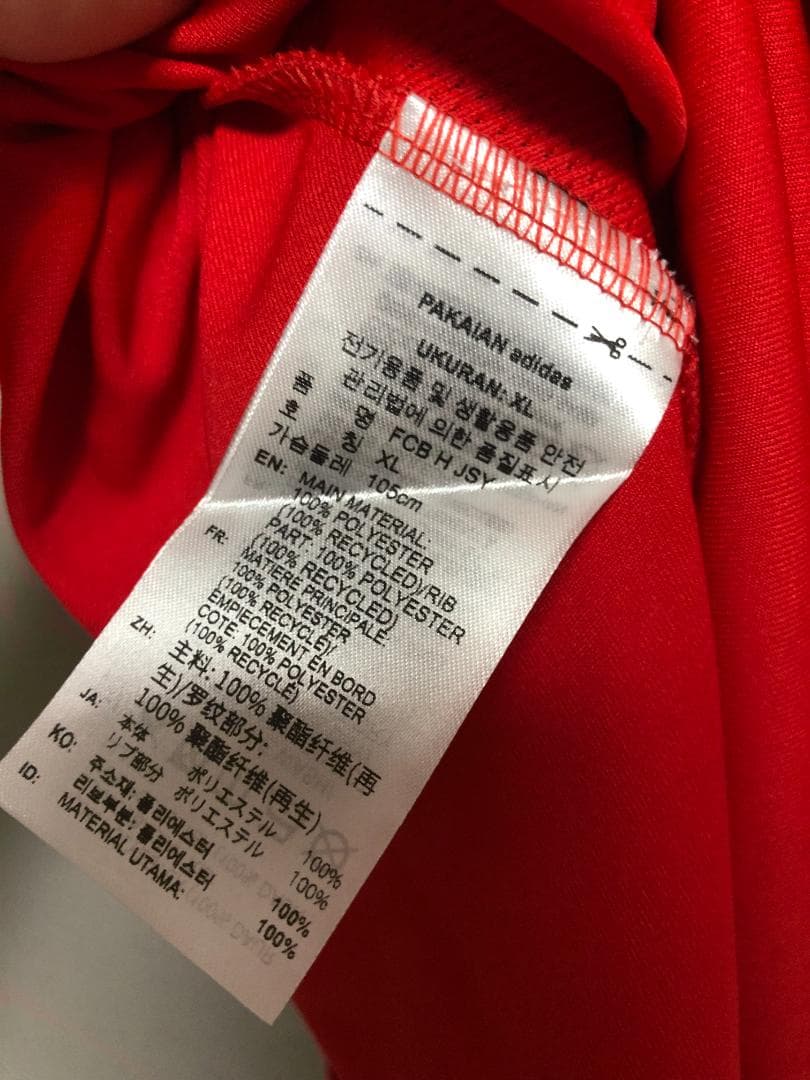 PAKAIAN adidas
UKURAN: XL
전기용품 및 생활용품 안전
관리법에 의한 품질표시
품 명 FCB H JSY
호 칭 XL
가슴둘레 105cm
EN: MAIN MATERIAL:
100% POLYESTER
(100% RECYCLED)/RIB
PART: 100% POLYESTER
(100% RECYCLED)
FR: MATIERE PRINCIPALE:
100% POLYESTER
(100% RECYCLE)/
EMPIECEMENT EN BORD
COTE: 100% POLYESTER
(100% RECYCLE)
ZH: 主料: 100% 聚酯纤维(再
生)/罗纹部分:
100% 聚酯纤维(再生)
JA: 本体 ポリエステル 100%
リブ部分 ポリエステル 100%
KO: 주소재: 폴리에스터 100%
리브부분: 폴리에스터 100%
ID: MATERIAL UTAMA: